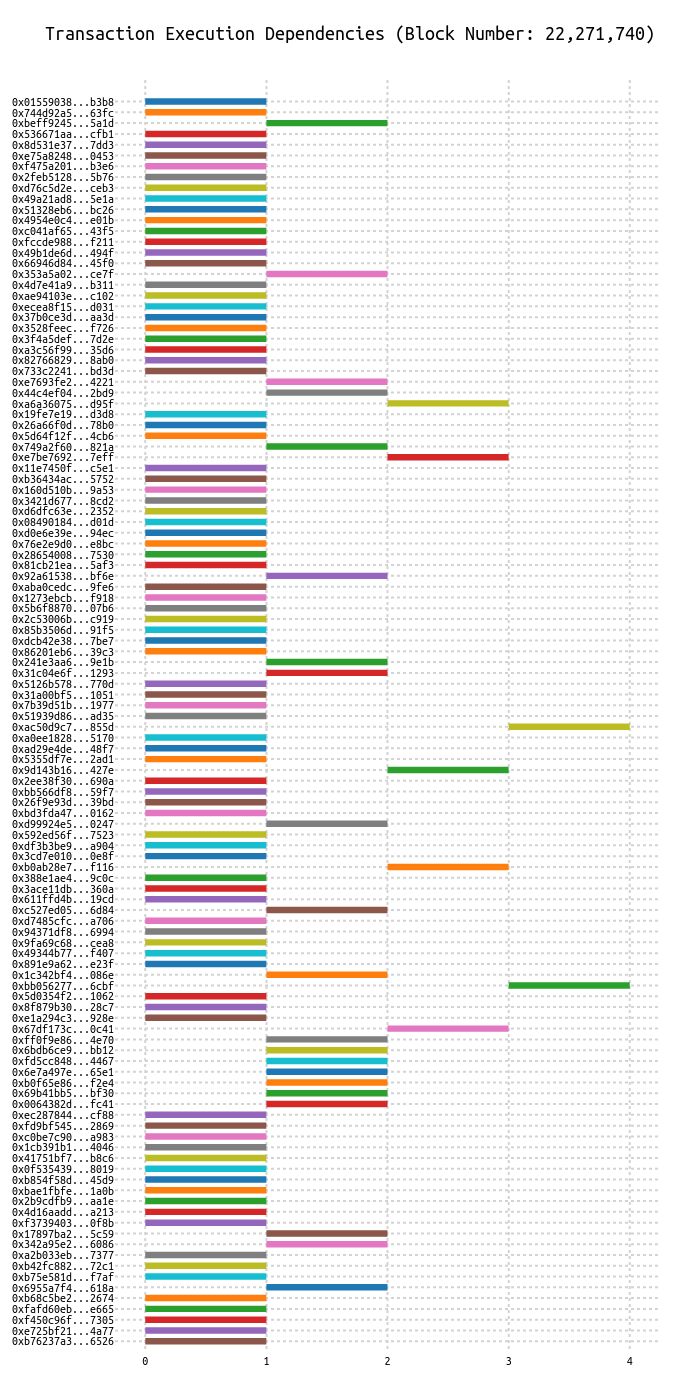 Transaction Execution Dependencies (Block Number: 22,271,740)
0x01559038...b3b8
0x744d92a5...63fc
0xbeff9245...5a1d
0x536671aa...cfb1
0x8d531e37...7dd3
0xe75a8248...0453
0xf475a201...b3e6
0x2feb5128...5b76
0xd76c5d2e...ceb3
0x49a21ad8...5e1a
0x51328eb6...bc26
0x4954e0c4...e01b
0xc041af65...43f5
0xfccde988...f211
0x49b1de6d...494f
0x66946d84...45f0
0x353a5a02...ce7f
0x4d7e41a9...b311
0xae94103e...c102
0xecea8f15...d031
0x37b0ce3d...aa3d
0x3528feec...f726
0x3f4a5def...7d2e
0xa3c56f99...35d6
0x82766829...8ab0
0x733c2241...bd3d
0xe7693fe2...4221
0x44c4ef04...2bd9
0xa6a36075...d95f
0x19fe7e19...d3d8
0x26a66f0d...78b0
0x5d64f12f...4cb6
0x749a2f60...821a
0xe7be7692...7eff
0x11e7450f...c5e1
0xb36434ac...5752
0x160d510b...9a53
0x3421d677...8cd2
0xd6dfc63e...2352
0x08490184...d01d
0xd0e6e39e...94ec
0x76e2e9d0...e8bc
0x28654008...7530
0x81cb21ea...5af3
0x92a61538...bf6e
0xaba0cedc...9fe6
0x1273ebcb...f918
0x5b6f8870...07b6
0x2c53006b...c919
0x85b3506d...91f5
0xdcb42e38...7be7
0x86201eb6...39c3
0x241e3aa6...9e1b
0x31c04e6f...1293
0x5126b578...770d
0x31a00bf5...1051
0x7b39d51b...1977
0x51939d86...ad35
0xac50d9c7...855d
0xa0ee1828...5170
0xad29e4de...48f7
0x5355df7e...2ad1
0x9d143b16...427e
0x2ee38f30...690a
0xbb566df8...59f7
0x26f9e93d...39bd
0xbd3fda47...0162
0xd99924e5...0247
0x592ed56f...7523
0xdf3b3be9...a904
0x3cd7e010...0e8f
0xb0ab28e7...f116
0x388e1ae4...9c0c
0x3ace11db...360a
0x611ffd4b...19cd
0xc527ed05...6d84
0xd7485cfc...a706
0x94371df8...6994
0x9fa69c68...cea8
0x49344b77...f407
0x891e9a62...e23f
0x1c342bf4...086e
0xbb056277...6cbf
0x5d0354f2...1062
0x8f879b30...28c7
0xe1a294c3...928e
0x67df173c...0c41
0xff0f9e86...4e70
0x6bdb6ce9...bb12
0xfd5cc848...4467
0x6e7a497e...65e1
0xb0f65e86...f2e4
0x69b41bb5...bf30
0x0064382d...fc41
0xec287844...cf88
0xfd9bf545...2869
0xc0be7c90...a983
0x1cb391b1...4046
0x41751bf7...b8c6
0x0f535439...8019
0xb854f58d...45d9
0xbae1fbfe...1a0b
0x2b9cdfb9...aa1e
0x4d16aadd...a213
0xf3739403...0f8b
0x17897ba2...5c59
0x342a95e2...6086
0xa2b033eb...7377
0xb42fc882...72c1
0xb75e581d...f7af
0x6955a7f4...618a
0xb68c5be2...2674
0xfafd60eb...e665
0xf450c96f...7305
0xe725bf21...4a77
0xb76237a3...6526
0 1 2 3 4